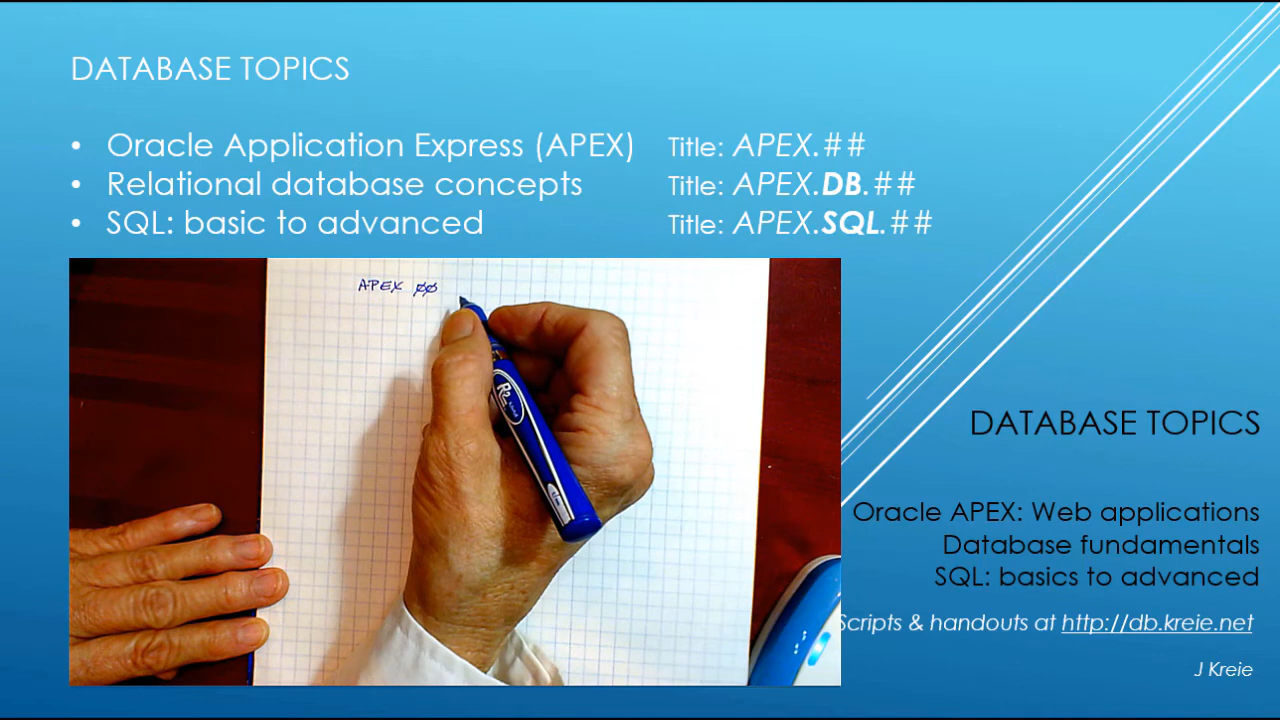 DATABASE TOPICS
• Oracle Application Express (APEX) Title: APEX.##
• Relational database concepts Title: APEX.DB.##
• SQL: basic to advanced Title: APEX.SQL.##
APEX 00
R2
DATABASE TOPICS
Oracle APEX: Web applications
Database fundamentals
SQL: basics to advanced
Scripts & handouts at http://db.kreie.net
J Kreie